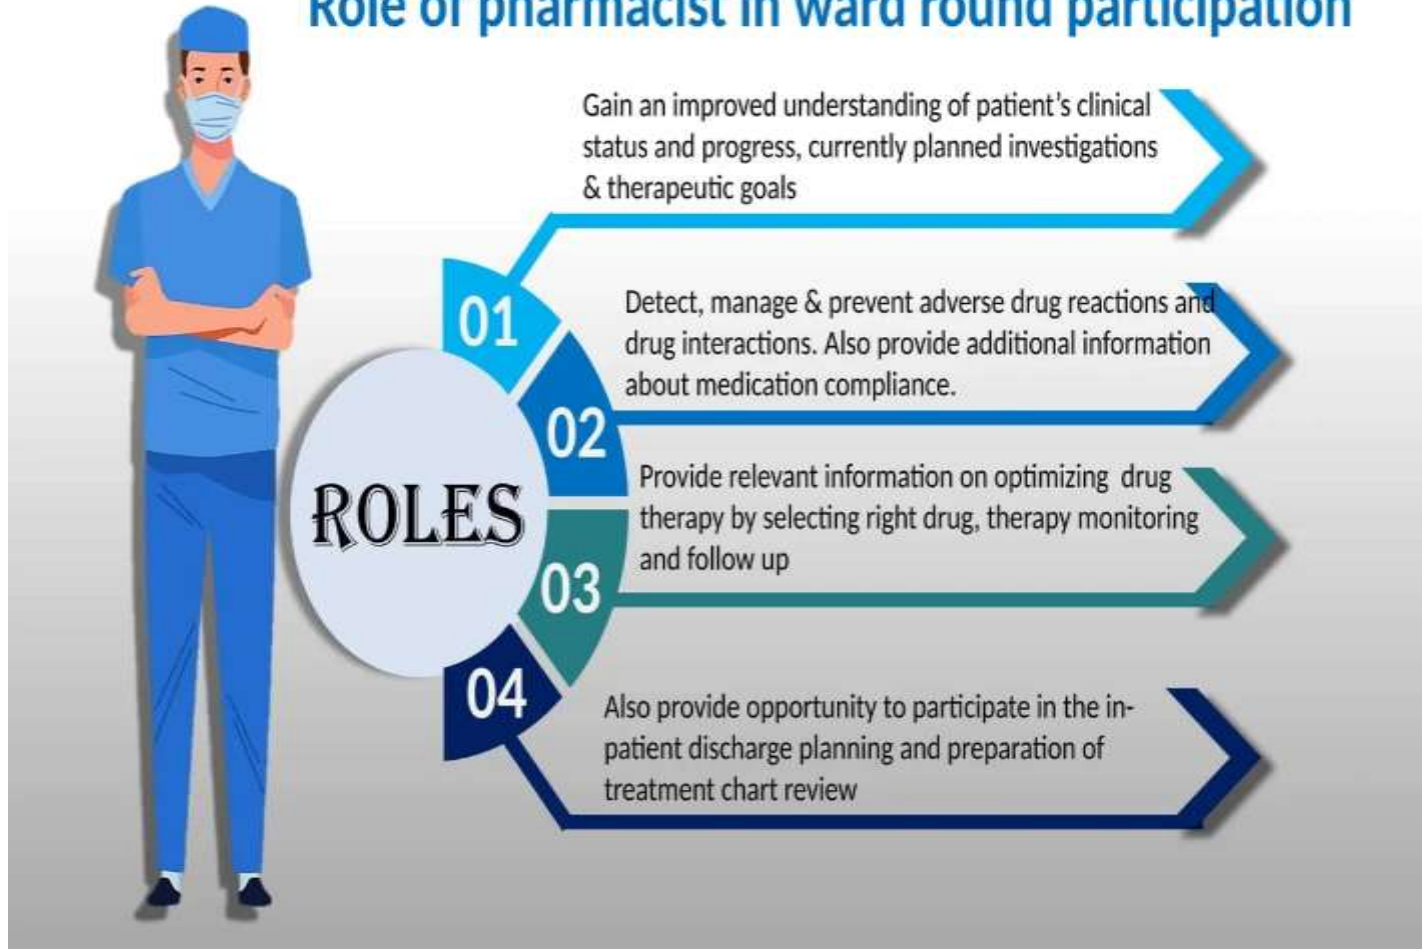 Role of pharmacist in ward round participation
Gain an improved understanding of patient's clinical
status and progress, currently planned investigations
& therapeutic goals
01
Detect, manage & prevent adverse drug reactions and
drug interactions. Also provide additional information
about medication compliance.
02
ROLES
Provide relevant information on optimizing drug
therapy by selecting right drug, therapy monitoring
and follow up
03
04
Also provide opportunity to participate in the in-
patient discharge planning and preparation of
treatment chart review